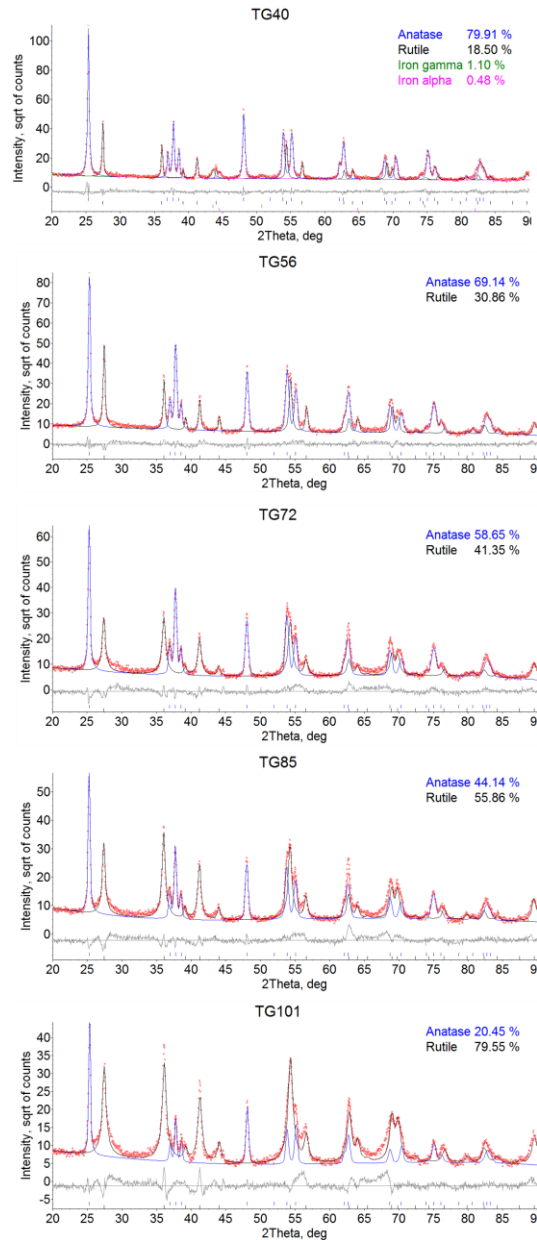 TG40
Anatase 79.91 %
Rutile 18.50 %
Iron gamma 1.10 %
Iron alpha 0.48 %
Intensity, sqrt of counts
100
80
60
40
20
0
20 25 30 35 40 45 50 55 60 65 70 75 80 85 90
2Theta, deg
TG56
Anatase 69.14 %
Rutile 30.86 %
Intensity, sqrt of counts
80
70
60
50
40
30
20
10
0
20 25 30 35 40 45 50 55 60 65 70 75 80 85 90
2Theta, deg
TG72
Anatase 58.65 %
Rutile 41.35 %
Intensity, sqrt of counts
60
50
40
30
20
10
0
20 25 30 35 40 45 50 55 60 65 70 75 80 85 90
2Theta, deg
TG85
Anatase 44.14 %
Rutile 55.86 %
Intensity, sqrt of counts
50
40
30
20
10
0
20 25 30 35 40 45 50 55 60 65 70 75 80 85 90
2Theta, deg
TG101
Anatase 20.45 %
Rutile 79.55 %
Intensity, sqrt of counts
40
35
30
25
20
15
10
5
0
-5
20 25 30 35 40 45 50 55 60 65 70 75 80 85 90
2Theta, deg